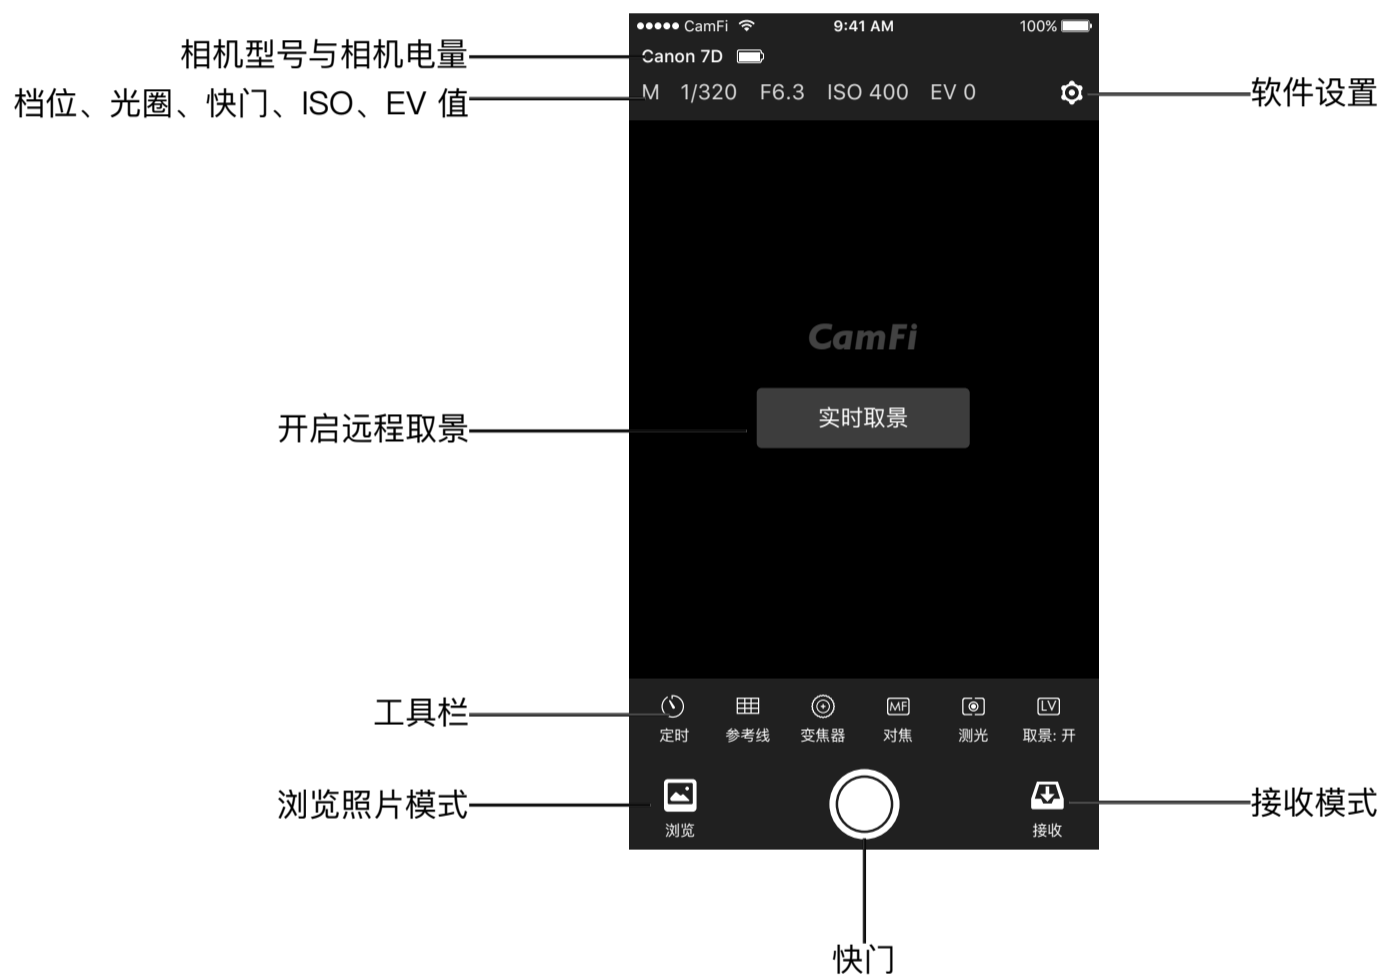 CamFi 9:41 AM 100%
相机型号与相机电量
Canon 7D
档位、光圈、快门、ISO、EV 值
M 1/320 F6.3 ISO 400 EV 0
软件设置
CamFi
开启远程取景
实时取景
工具栏
定时 参考线 变焦器 MF 对焦 测光 LV 取景: 开
浏览照片模式
浏览
接收
接收模式
快门